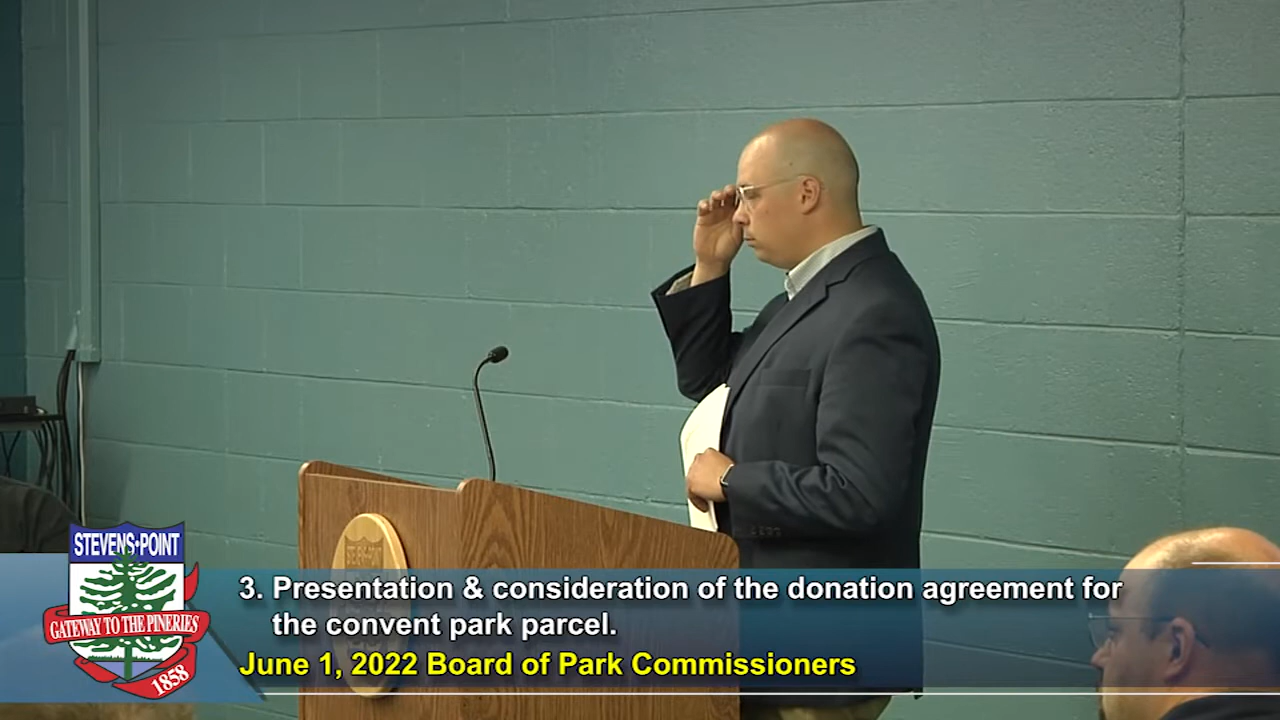 STEVENS POINT
GATEWAY TO THE PINERIES
1858
3. Presentation & consideration of the donation agreement for
the convent park parcel.
June 1, 2022 Board of Park Commissioners